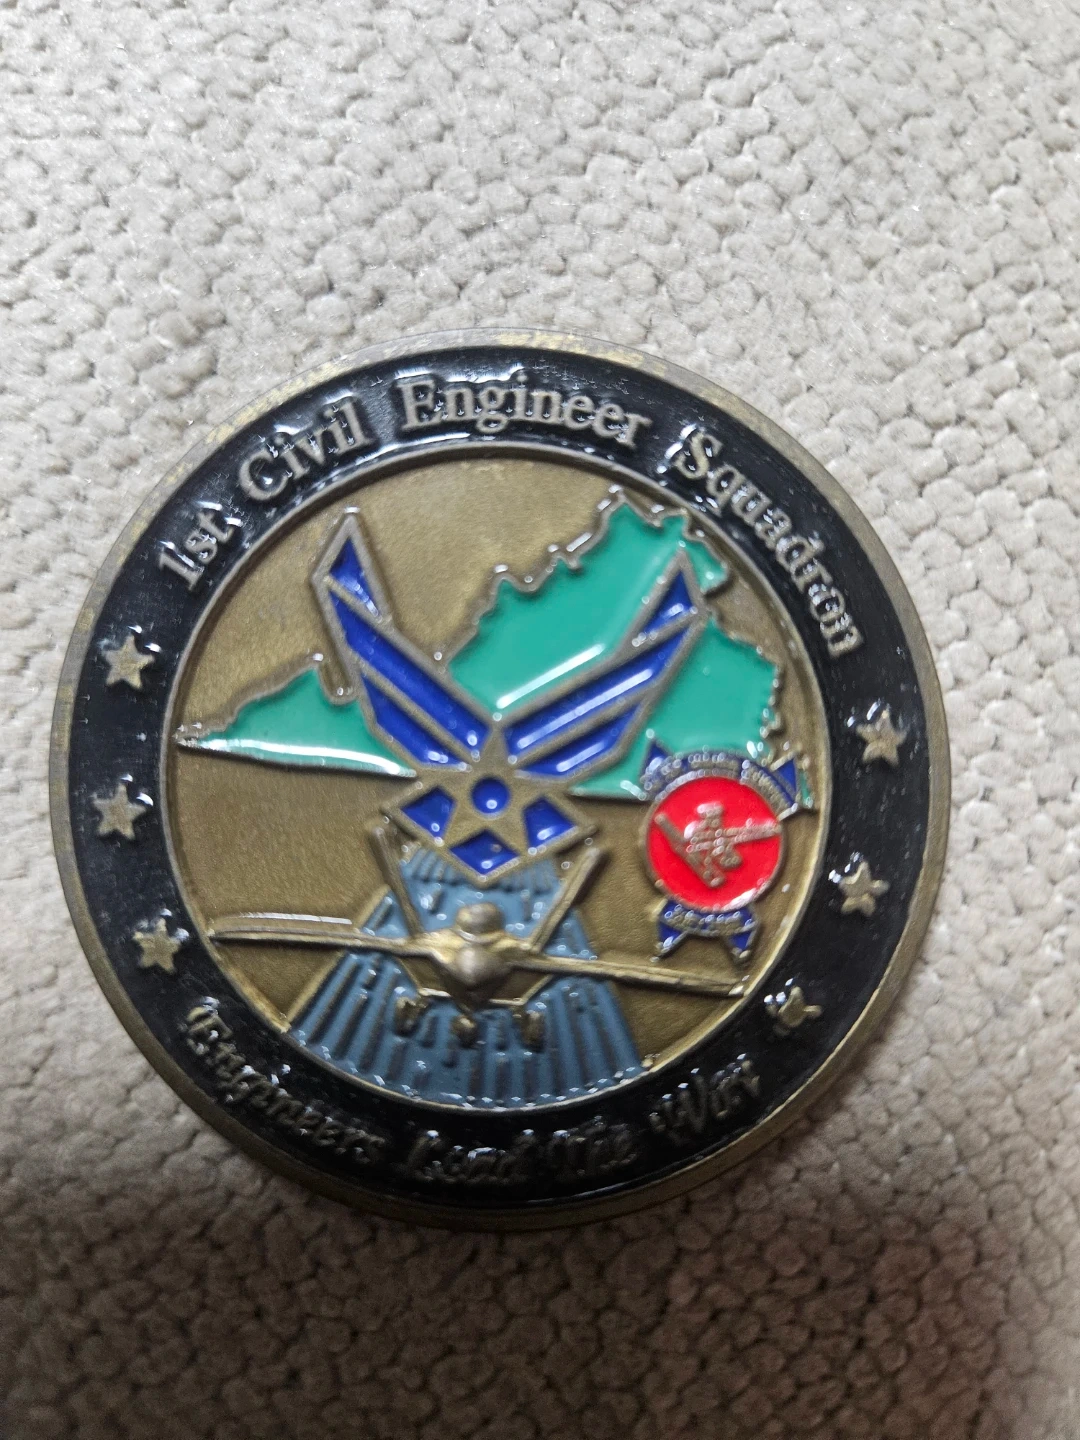 1st Civil Engineer Squadron
Engineers Lead The Way